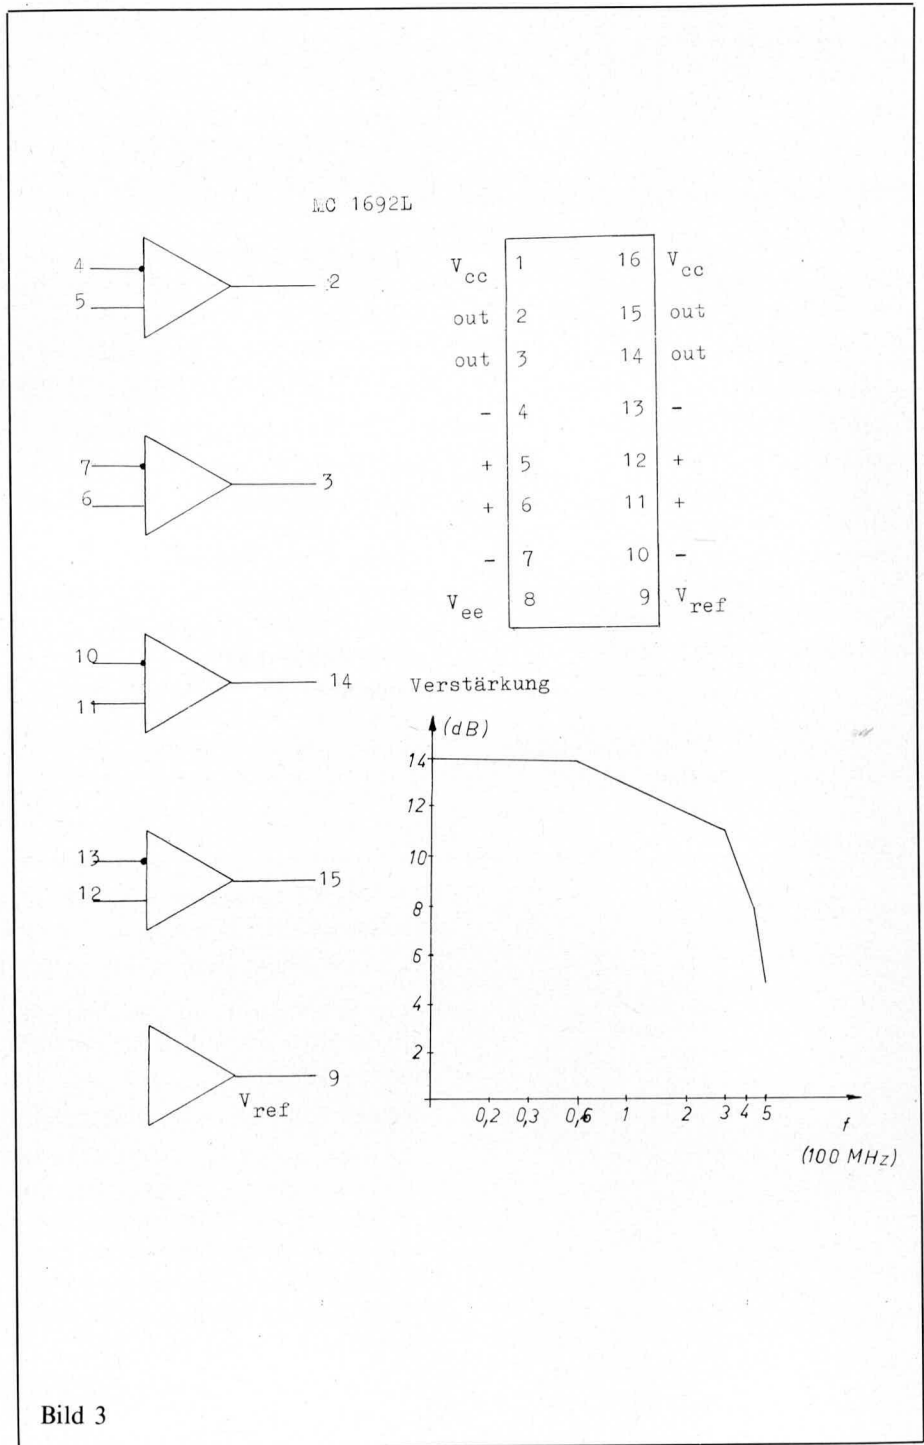 MC 1692L
4
5
2
7
6
3
10
11
14
13
12
15
9
V ref
V cc 1 16 V cc
out 2 15 out
out 3 14 out
- 4 13 -
+ 5 12 +
+ 6 11 +
- 7 10 -
V ee 8 9 V ref
Verstärkung
(dB)
14
12
10
8
6
4
2
0,2 0,3 0,6 1 2 3 4 5
f
(100 MHz)
Bild 3